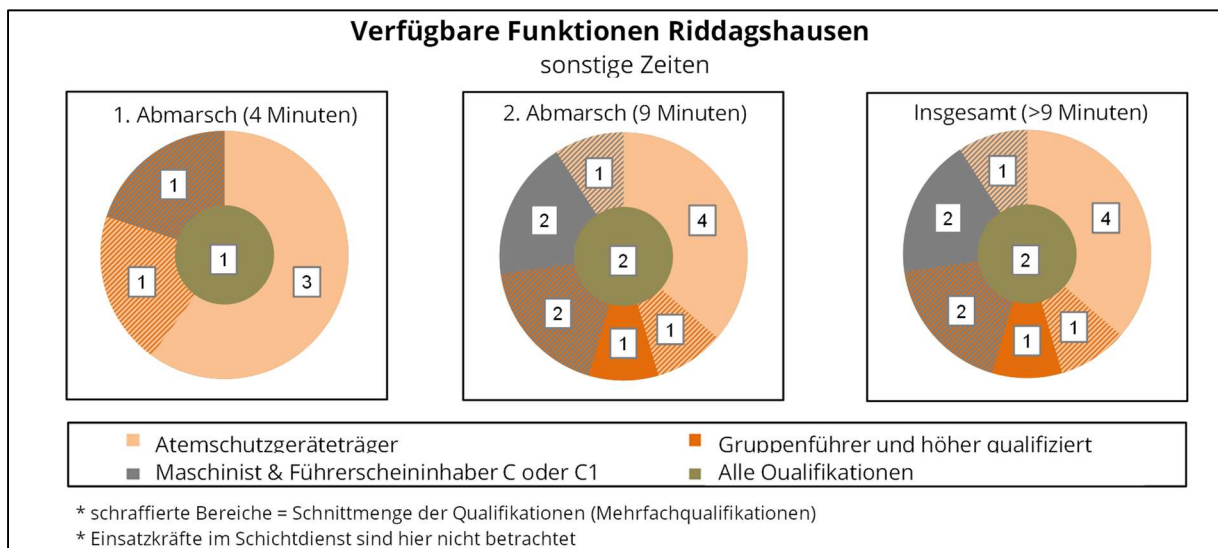 Verfügbare Funktionen Riddagshausen
sonstige Zeiten
1. Abmarsch (4 Minuten)
1
1
1
3
2. Abmarsch (9 Minuten)
1
2
4
2
2
1
1
Insgesamt (>9 Minuten)
1
2
4
2
2
1
1
Atemschutzgeräteträger
Gruppenführer und höher qualifiziert
Maschinist & Führerscheininhaber C oder C1
Alle Qualifikationen
* schraffierte Bereiche = Schnittmenge der Qualifikationen (Mehrfachqualifikationen)
* Einsatzkräfte im Schichtdienst sind hier nicht betrachtet